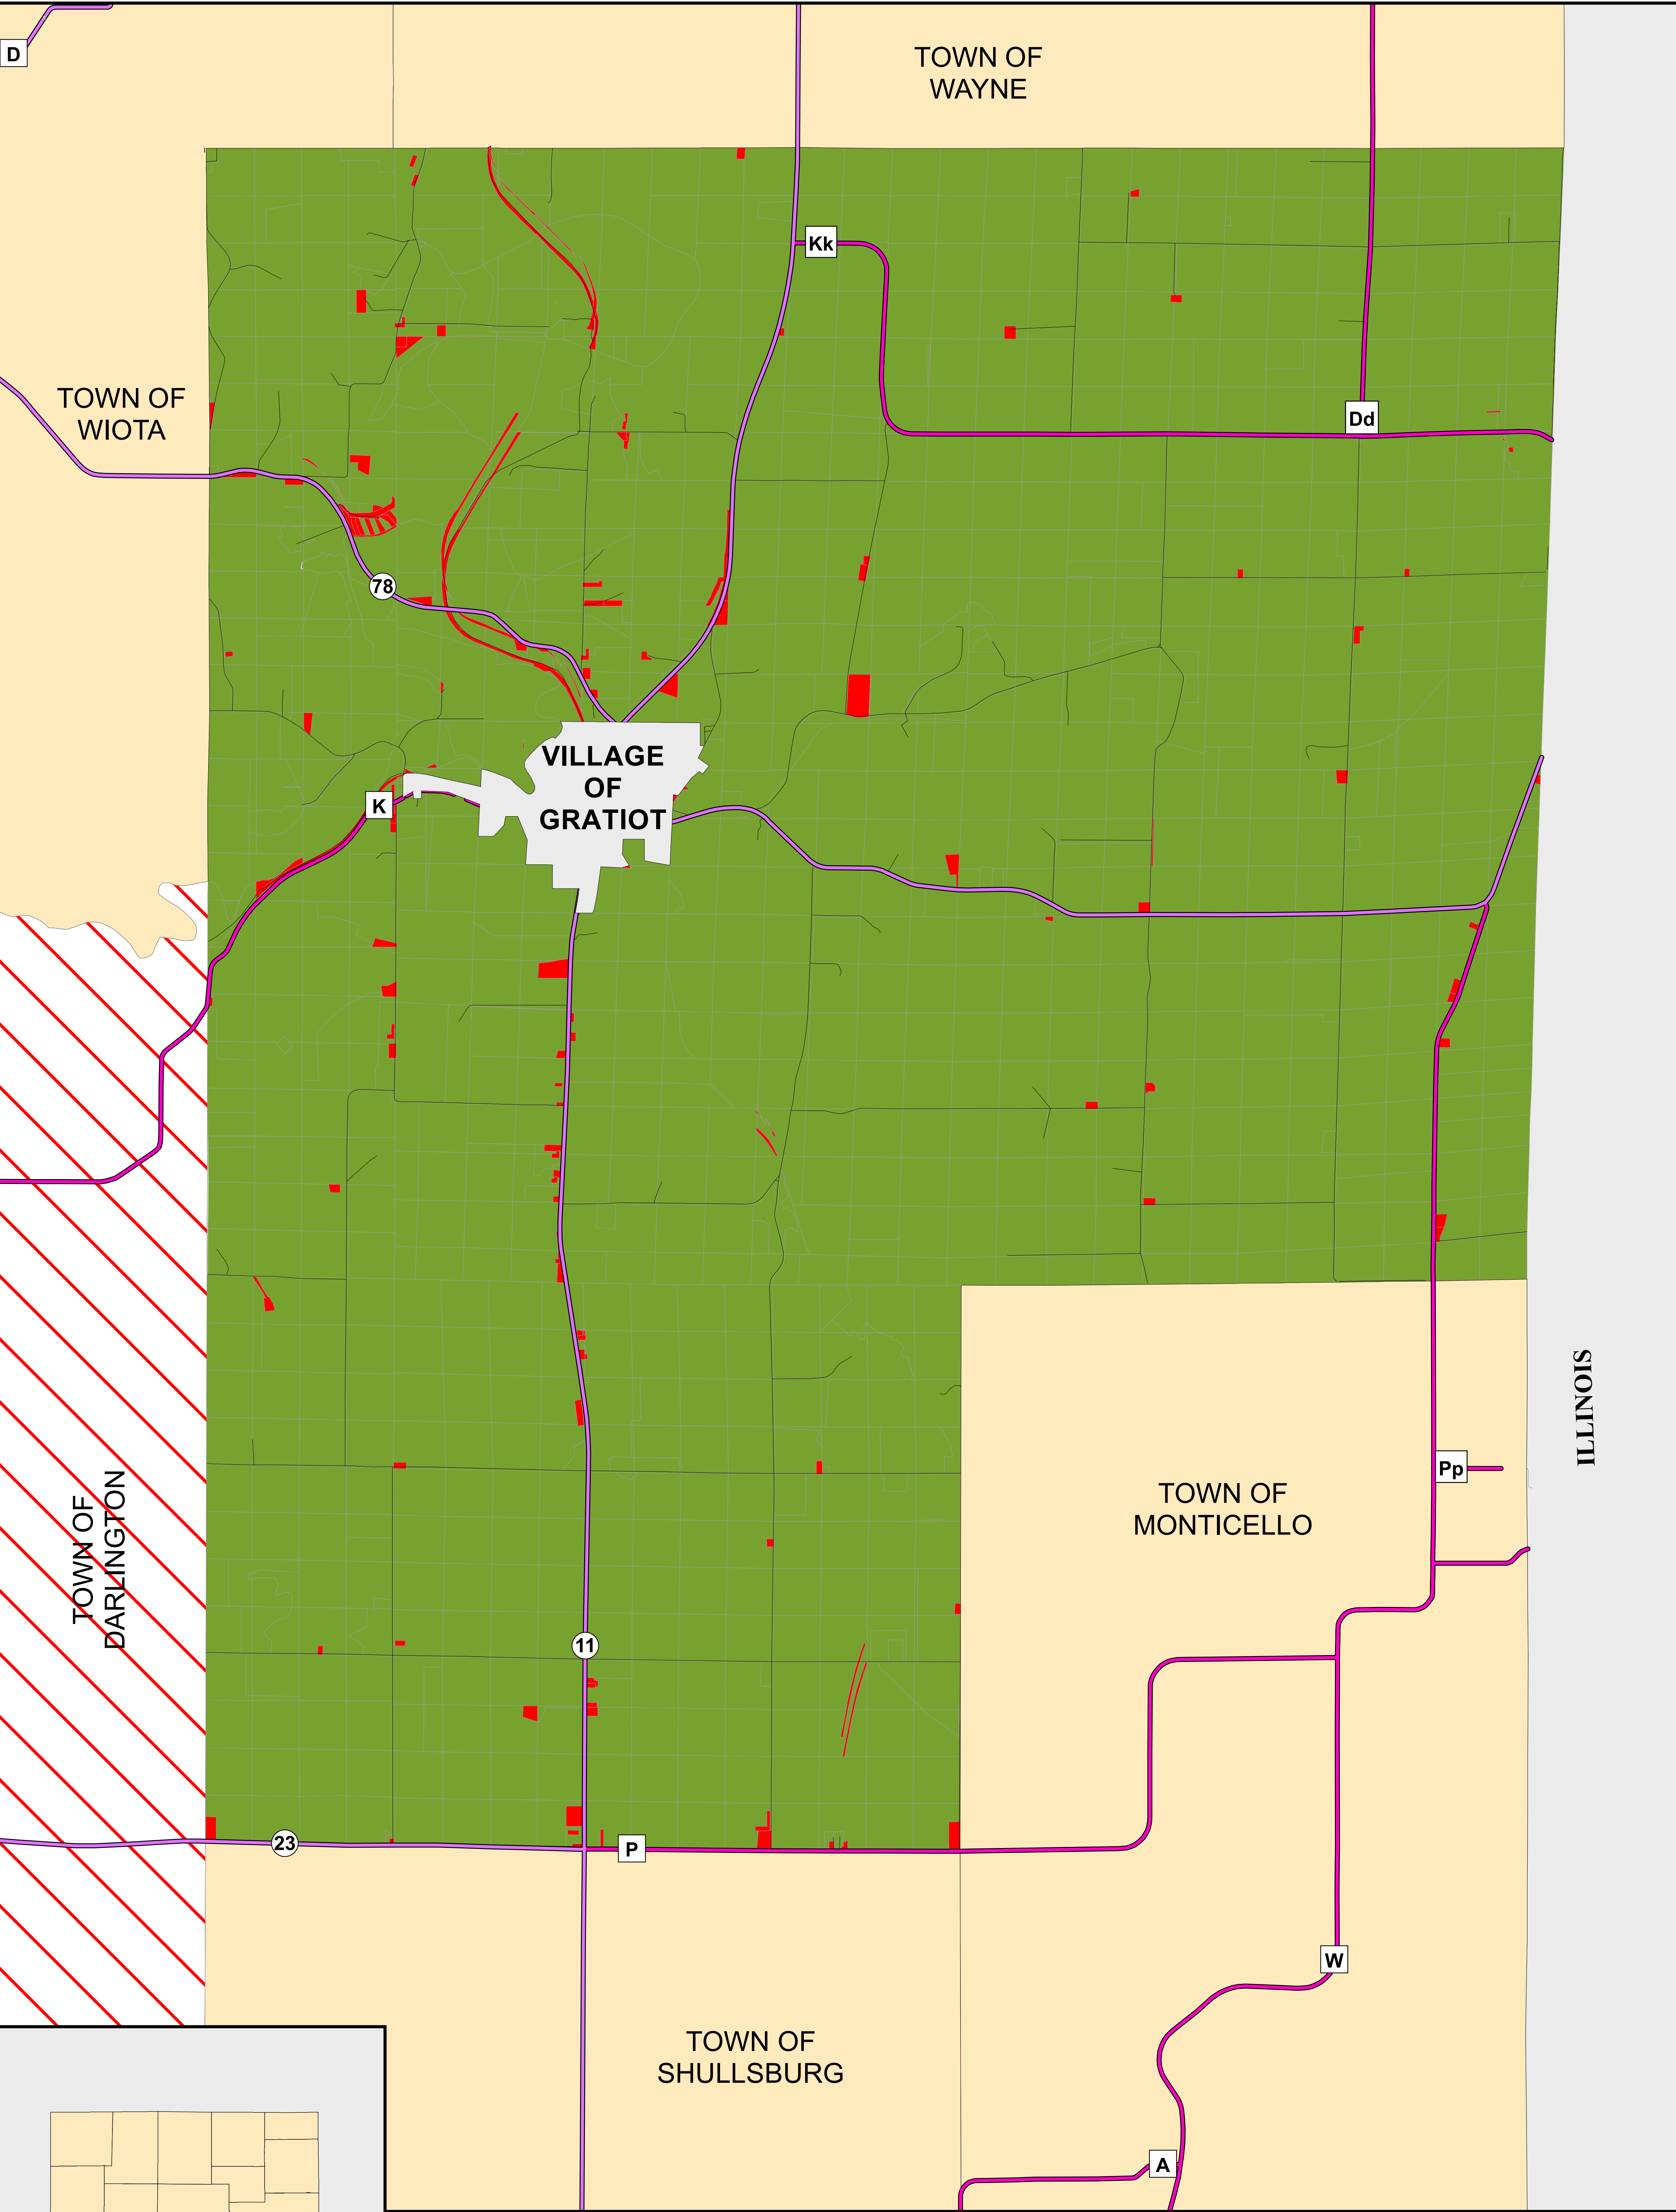 D
TOWN OF
WAYNE
Kk
TOWN OF
WIOTA
Dd
78
VILLAGE
OF
GRATIOT
K
ILLINOIS
Pp
TOWN OF
MONTICELLO
TOWN OF
DARLINGTON
11
23
P
W
TOWN OF
SHULLSBURG
A